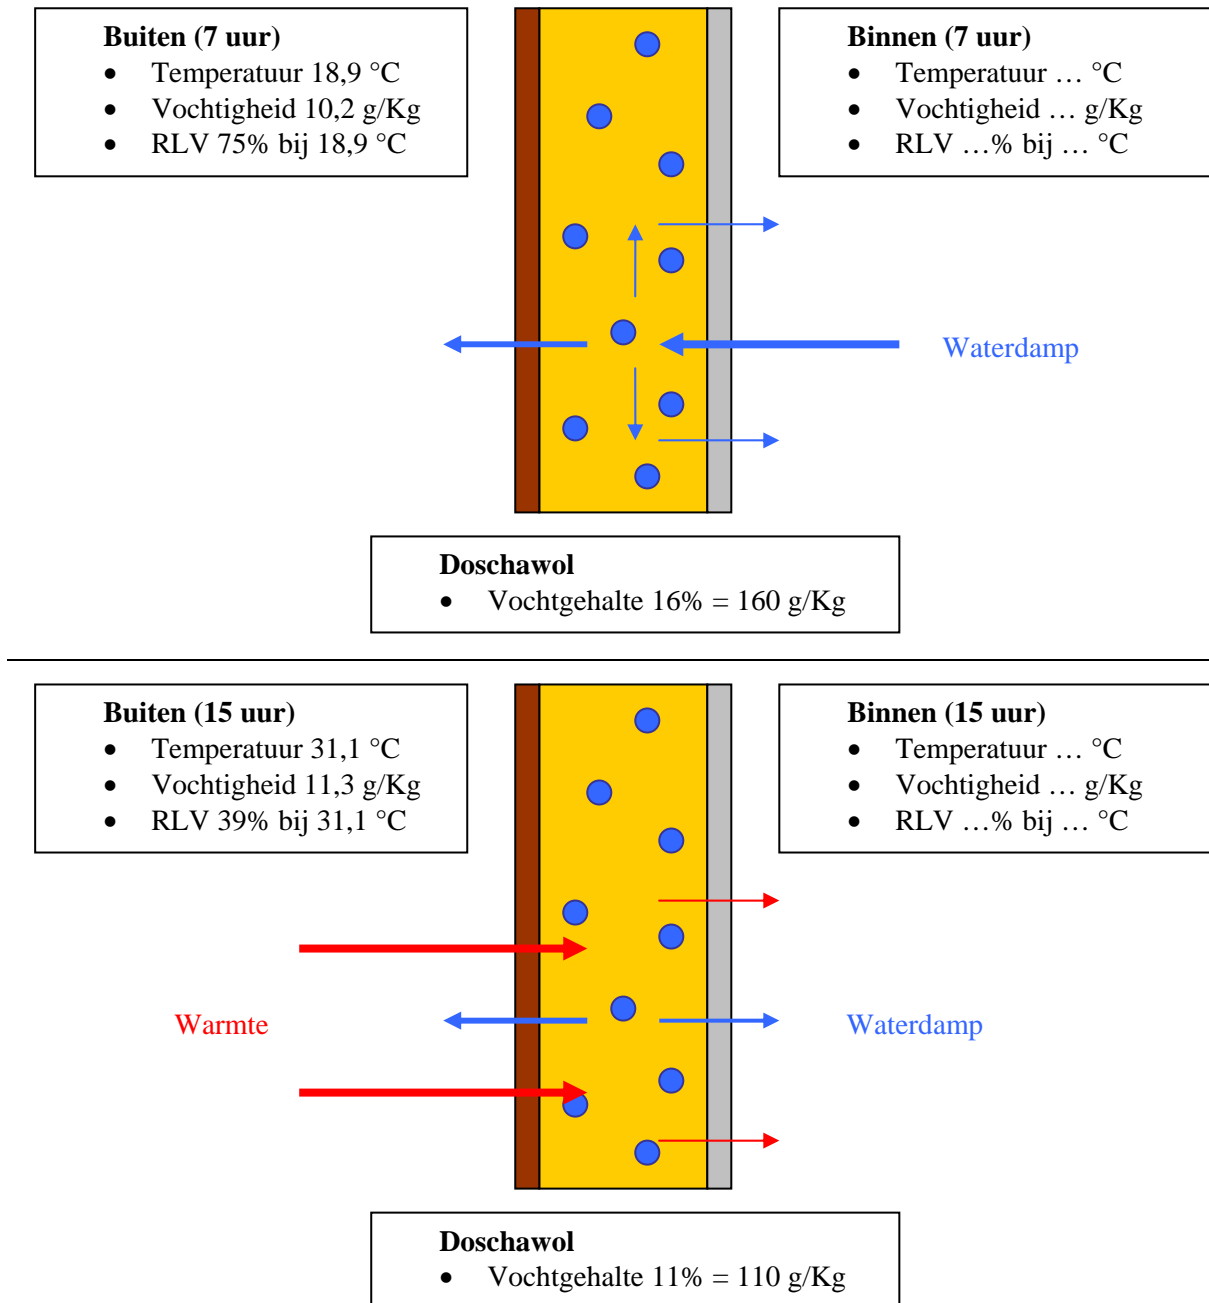 Buiten (7 uur)
• Temperatuur 18,9 °C
• Vochtigheid 10,2 g/Kg
• RLV 75% bij 18,9 °C
Binnen (7 uur)
• Temperatuur … °C
• Vochtigheid … g/Kg
• RLV …% bij … °C
Waterdamp
Doschawol
• Vochtgehalte 16% = 160 g/Kg
Buiten (15 uur)
• Temperatuur 31,1 °C
• Vochtigheid 11,3 g/Kg
• RLV 39% bij 31,1 °C
Binnen (15 uur)
• Temperatuur … °C
• Vochtigheid … g/Kg
• RLV …% bij … °C
Warmte
Waterdamp
Doschawol
• Vochtgehalte 11% = 110 g/Kg